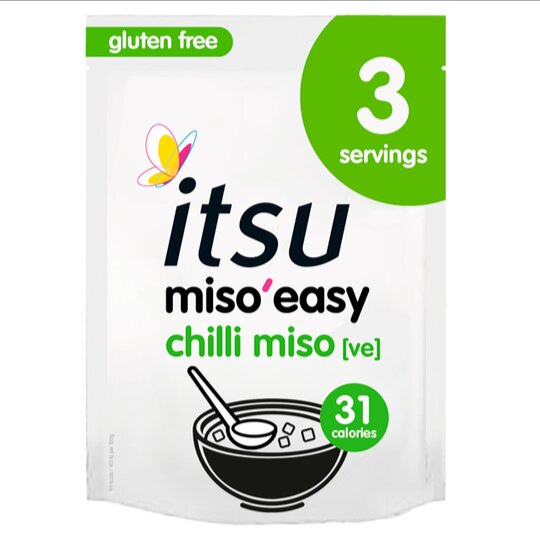 gluten free
3
servings
itsu
miso'easy
chilli miso [ve]
31
calories